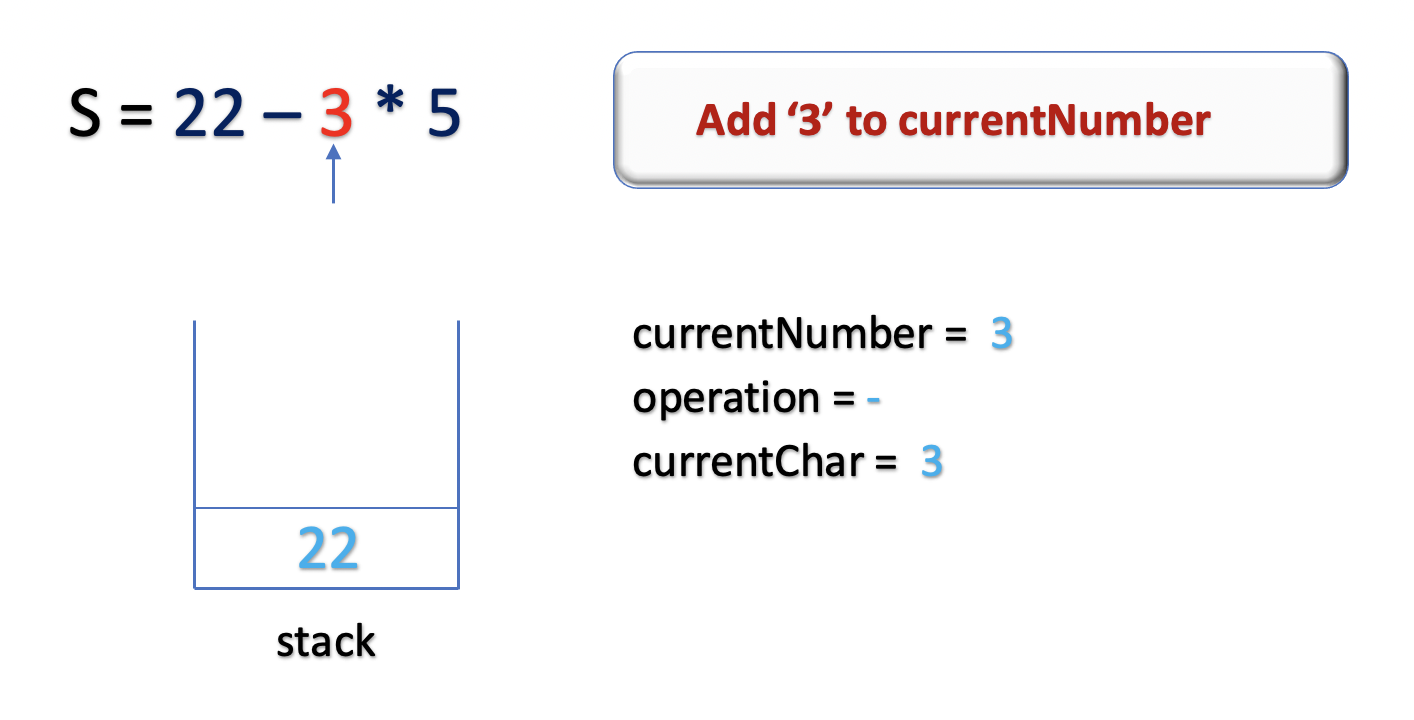 S = 22 – 3 * 5
Add ‘3’ to currentNumber
currentNumber = 3
operation = -
currentChar = 3
22
stack